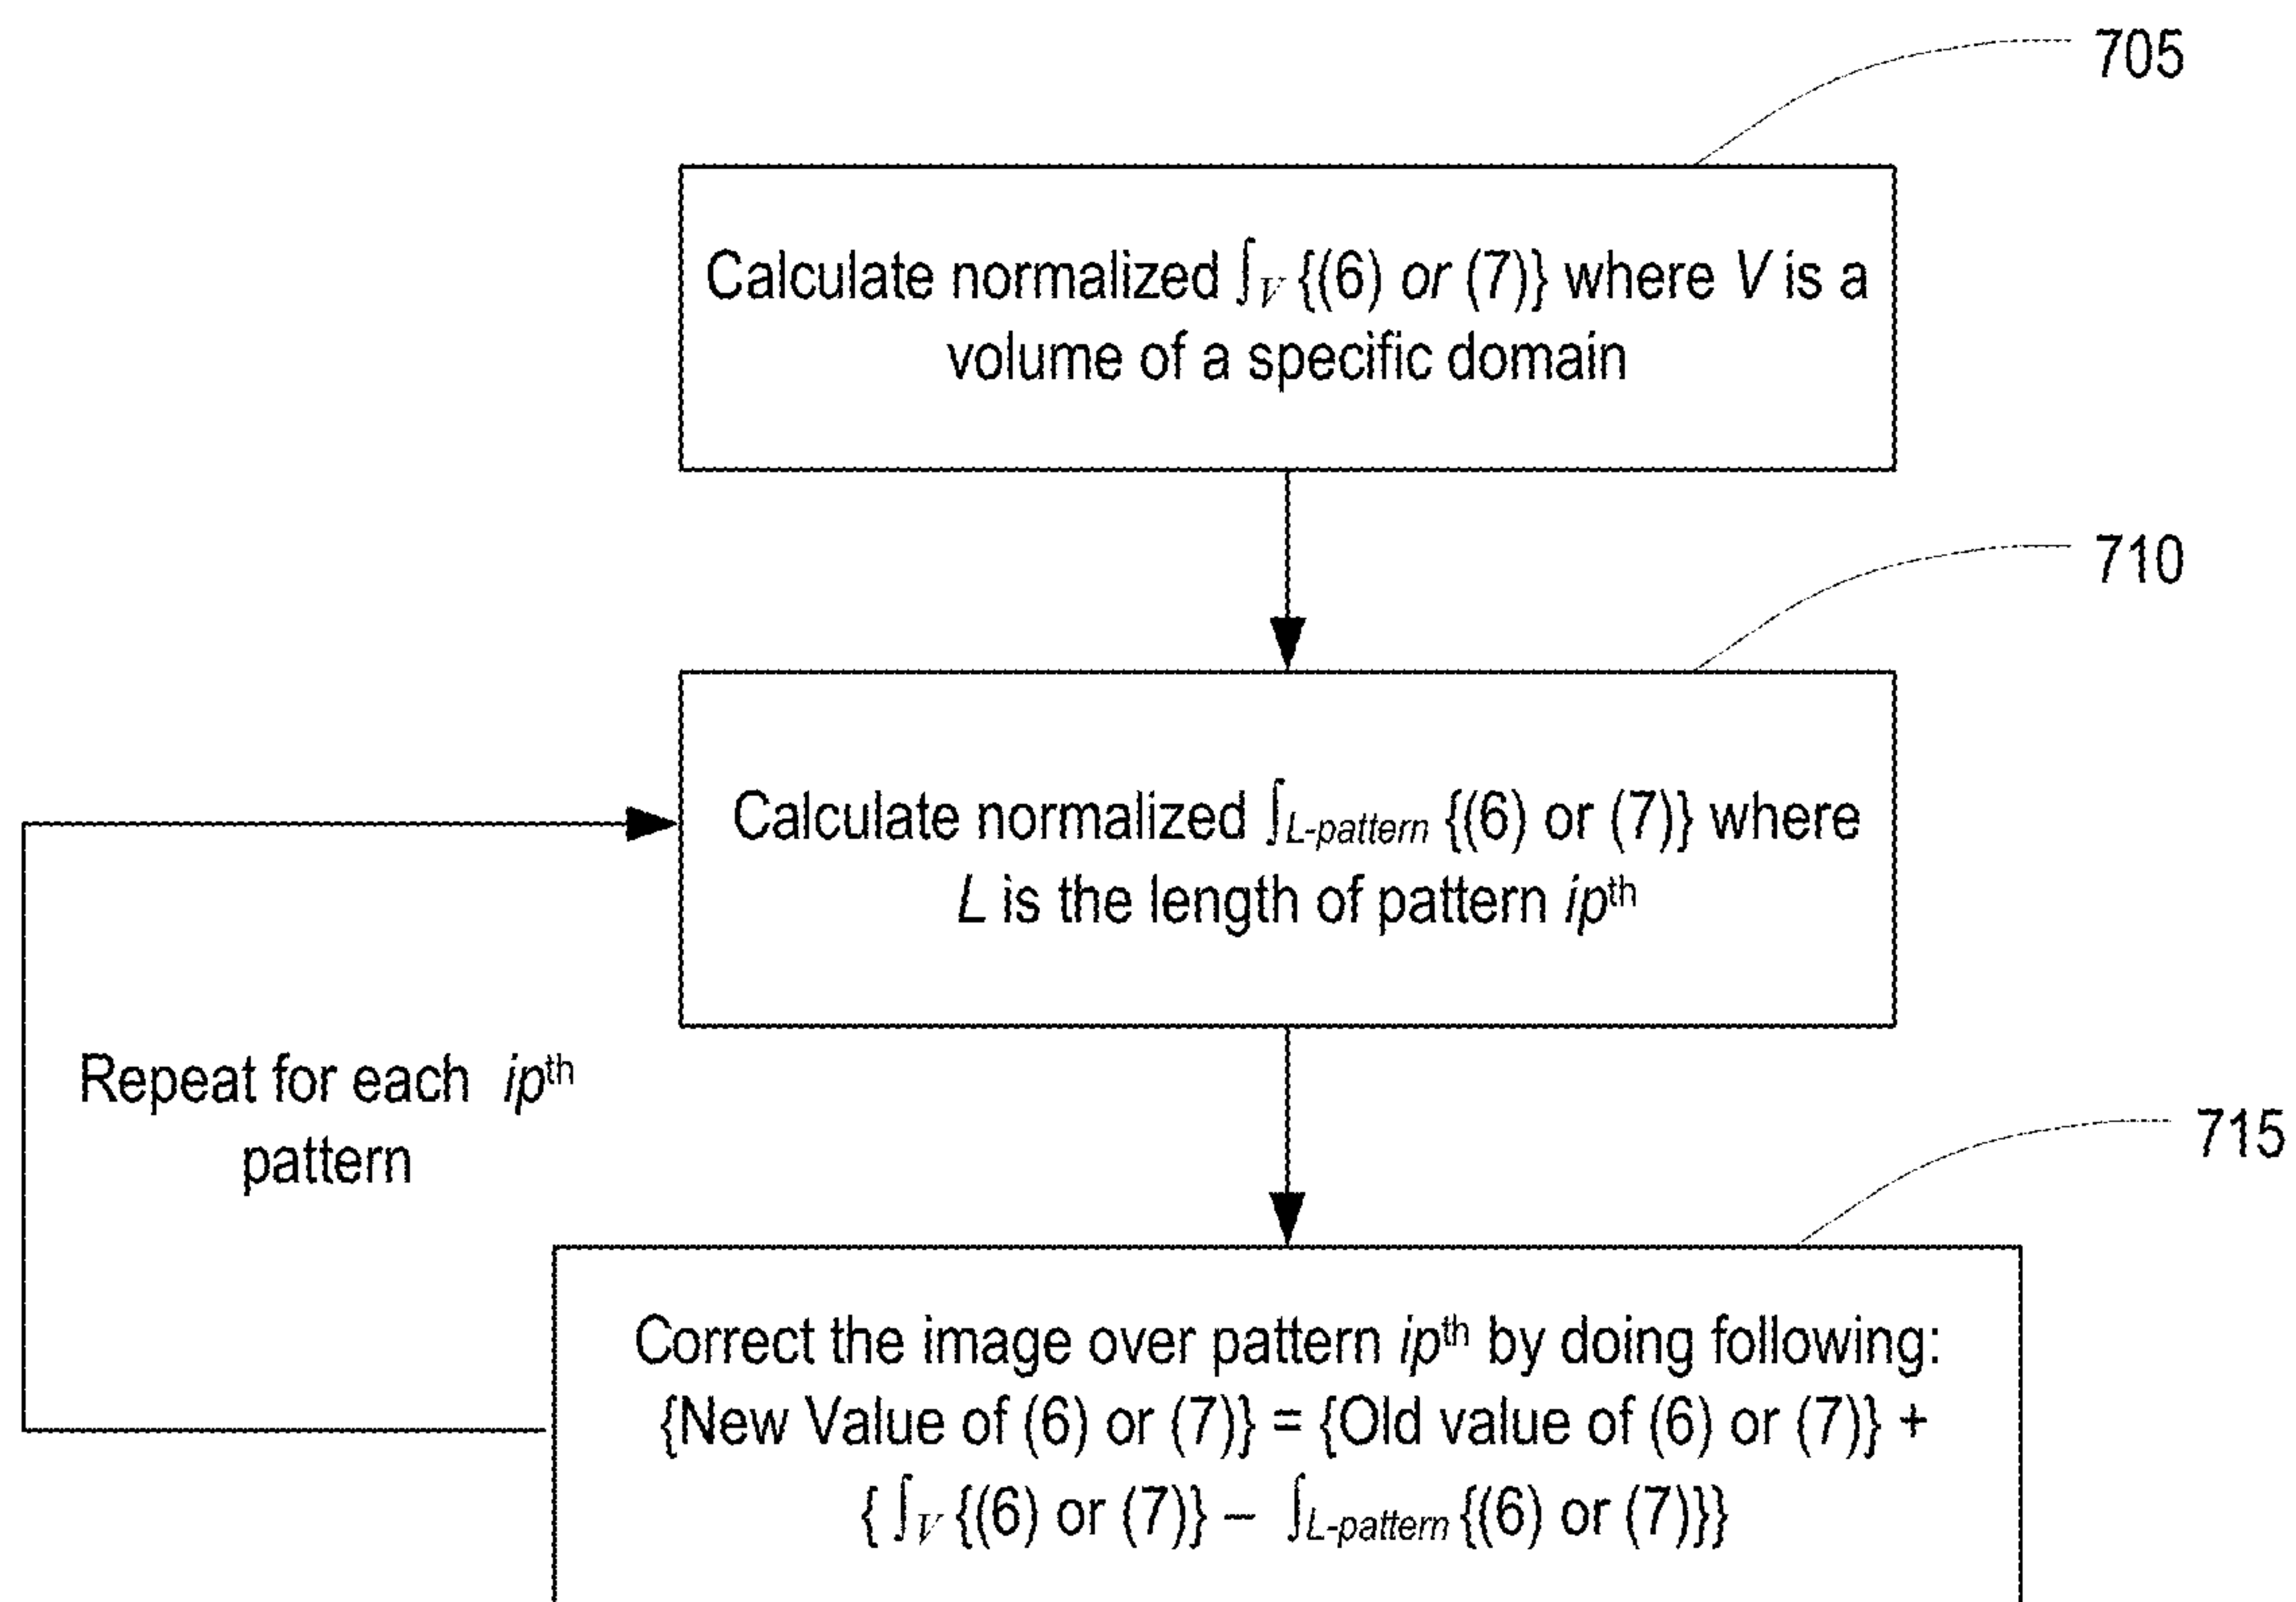 705
Calculate normalized ∫V {(6) or (7)} where V is a
volume of a specific domain
710
Calculate normalized ∫L-pattern {(6) or (7)} where
L is the length of pattern ipth
Repeat for each ipth
pattern
715
Correct the image over pattern ipth by doing following:
{New Value of (6) or (7)} = {Old value of (6) or (7)} +
{ ∫V {(6) or (7)} – ∫L-pattern {(6) or (7)}}